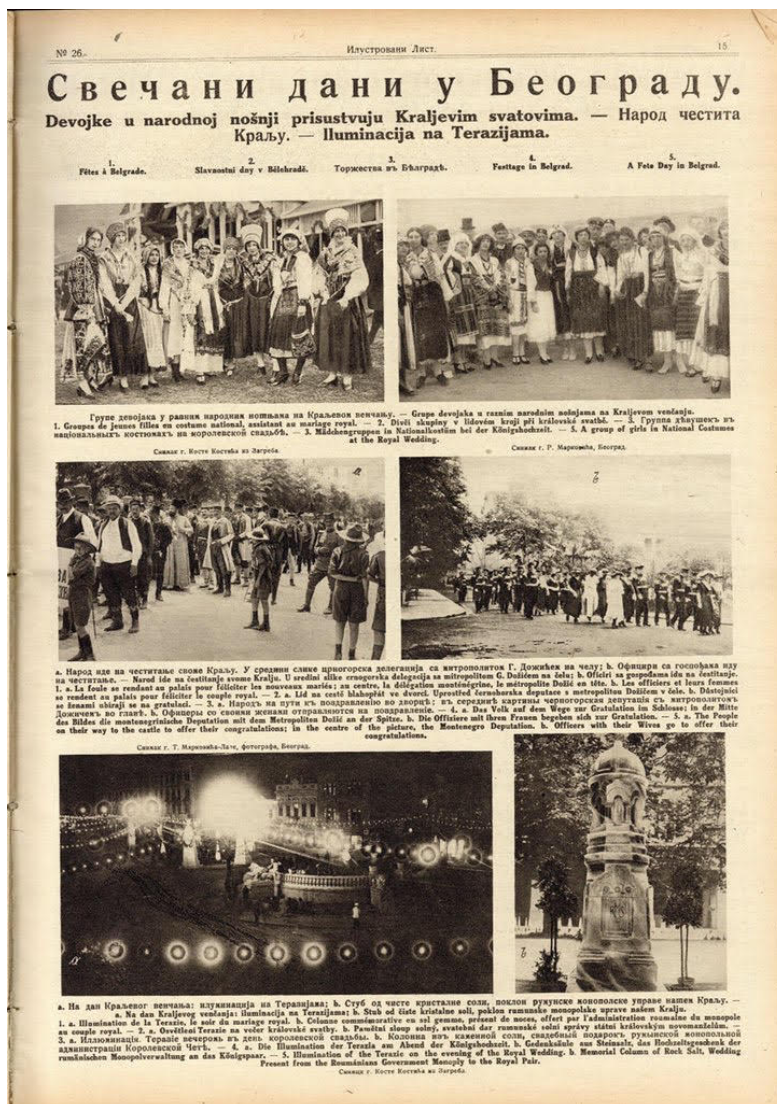 № 26.
Илустровани Лист.
15
Свечани дани у Београду.
Devojke u narodnoj nošnji prisustvuju Kraljevim svatovima. — Народ честита
Краљу. — Iluminacija na Terazijama.
1.
Fêtes à Belgrade.
2.
Slavnostní dny v Bělehradě.
3.
Торжества въ Бѣлградѣ.
4.
Festtage in Belgrad.
5.
A Fete Day in Belgrad.
Групе девојака у разним народним ношњама на Краљевом венчању. — Grupe devojaka u raznim narodnim nošnjama na Kraljevom venčanju.
1. Groupes de jeunes filles en costume national, assistant au mariage royal. — 2. Dívčí skupiny v lidovém kroji při královské svatbě. — 3. Группа дѣвушекъ въ
національныхъ костюмахъ на королевской свадьбѣ. — 3. Mädchengruppen in Nationalkostüm bei der Königshochzeit. — 5. A group of girls in National Costumes
at the Royal Wedding.
Снимак г. Косте Костића из Загреба.
Снимак г. Р. Марковића, Београд.
a
b
а. Народ иде на честитање своме Краљу. У средини слике црногорска делегација са митрополитом Г. Дожићем на челу; b. Официри са госпођама иду
на честитање. — Narod ide na čestitanje svome Kralju. U sredini slike crnogorska delegacija sa mitropolitom G. Dožićem na čelu; b. Oficiri sa gospođama idu na čestitanje.
1. a. La foule se rendant au palais pour féliciter les nouveaux mariés; au centre, la délégation monténégrine, le métropolite Dožić en tête. b. Les officiers et leurs femmes
se rendent au palais pour féliciter le couple royal. — 2. a. Lid na cestě blahopřát ve dvorci. Uprostřed černohorska deputace s metropolitou Dožićem v čele. b. Důstojníci
se ženami ubírají se na gratulaci. — 3. а. Народъ на пути къ поздравленію во дворцѣ; въ серединѣ картины черногорская депутація съ митрополитомъ
Дожичемъ во главѣ. b. Офицеры со своими женами отправляются на поздравленіе. — 4. a. Das Volk auf dem Wege zur Gratulation im Schlosse; in der Mitte
des Bildes die montenegrinische Deputation mit dem Metropoliten Dožić an der Spitze. b. Die Offiziere mit ihren Frauen begeben sich zur Gratulation. — 5. a. The People
on their way to the castle to offer their congratulations; in the centre of the picture, the Montenegro Deputation. b. Officers with their Wives go to offer their
congratulations.
Снимак г. Т. Марковића-Лазе, фотографа, Београд.
a
b
а. На дан Краљевог венчања: илуминација на Теразијама; b. Стуб од чисте кристалне соли, поклон румунске монополске управе нашем Краљу. —
a. Na dan Kraljevog venčanja: iluminacija na Terazijama; b. Stub od čiste kristalne soli, poklon rumunske monopolske uprave našem Kralju.
1. a. Illumination de la Terazie, le soir du mariage royal. b. Colonne commémorative en sel gemme, présent de noces, offert par l'administration roumaine du monopole
au couple royal. — 2. a. Osvětlení Terazie na večer královské svatby. b. Pamětní sloup solný, svatební dar rumunské solní správy státní královským novomanželům. —
3. а. Иллюминація. Теразіе вечеромъ въ день королевской свадьбы. b. Колонна изъ каменной соли, свадебный подарокъ румынской монопольной
администраціи Королевской Четѣ. — 4. a. Die Illumination der Terazia am Abend der Königshochzeit. b. Gedenksäule aus Steinsalz, das Hochzeitsgeschenk der
rumänischen Monopolverwaltung an das Königspaar. — 5. Illumination of the Terazie on the evening of the Royal Wedding. b. Memorial Column of Rock Salt, Wedding
Present from the Roumánians Government Monopoly to the Royal Pair.
Снимци г. Косте Костића из Загреба.